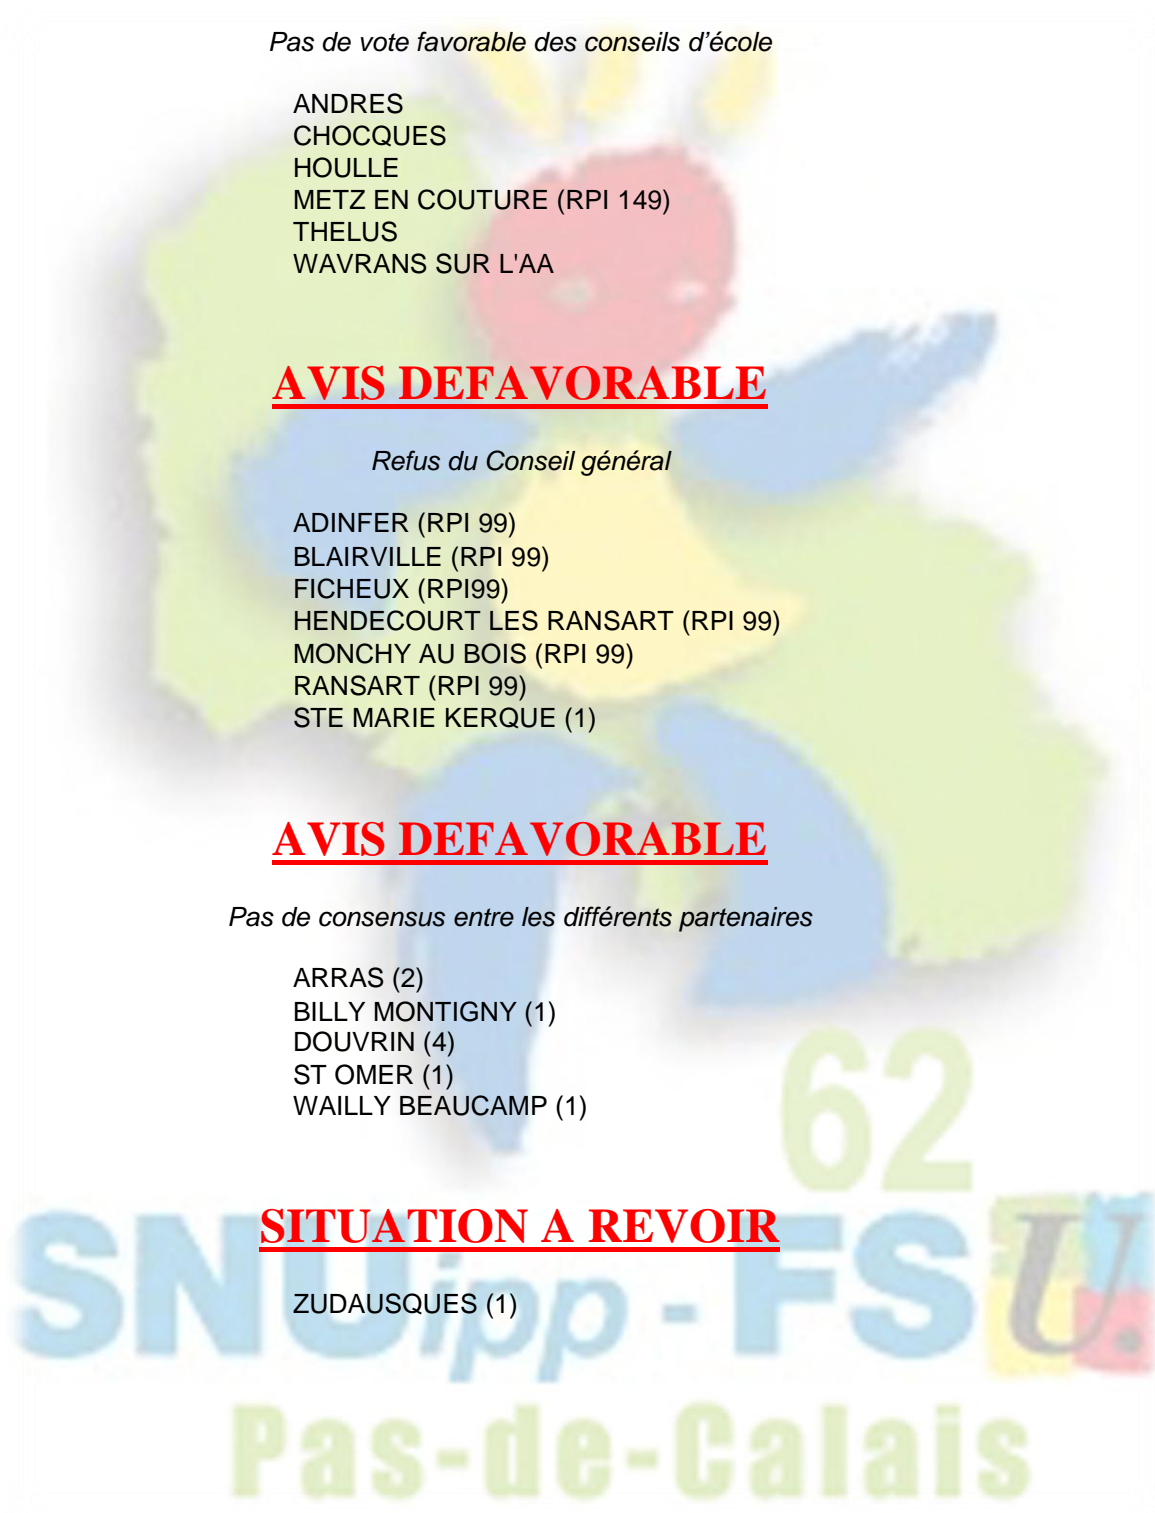 Pas de vote favorable des conseils d'école
ANDRES
CHOCQUES
HOULLE
METZ EN COUTURE (RPI 149)
THELUS
WAVRANS SUR L'AA
AVIS DEFAVORABLE
Refus du Conseil général
ADINFER (RPI 99)
BLAIRVILLE (RPI 99)
FICHEUX (RPI99)
HENDECOURT LES RANSART (RPI 99)
MONCHY AU BOIS (RPI 99)
RANSART (RPI 99)
STE MARIE KERQUE (1)
AVIS DEFAVORABLE
Pas de consensus entre les différents partenaires
ARRAS (2)
BILLY MONTIGNY (1)
DOUVRIN (4)
ST OMER (1)
WAILLY BEAUCAMP (1)
62
SITUATION A REVOIR
SNUipp - FSU.
ZUDAUSQUES (1)
Pas-de-Calais